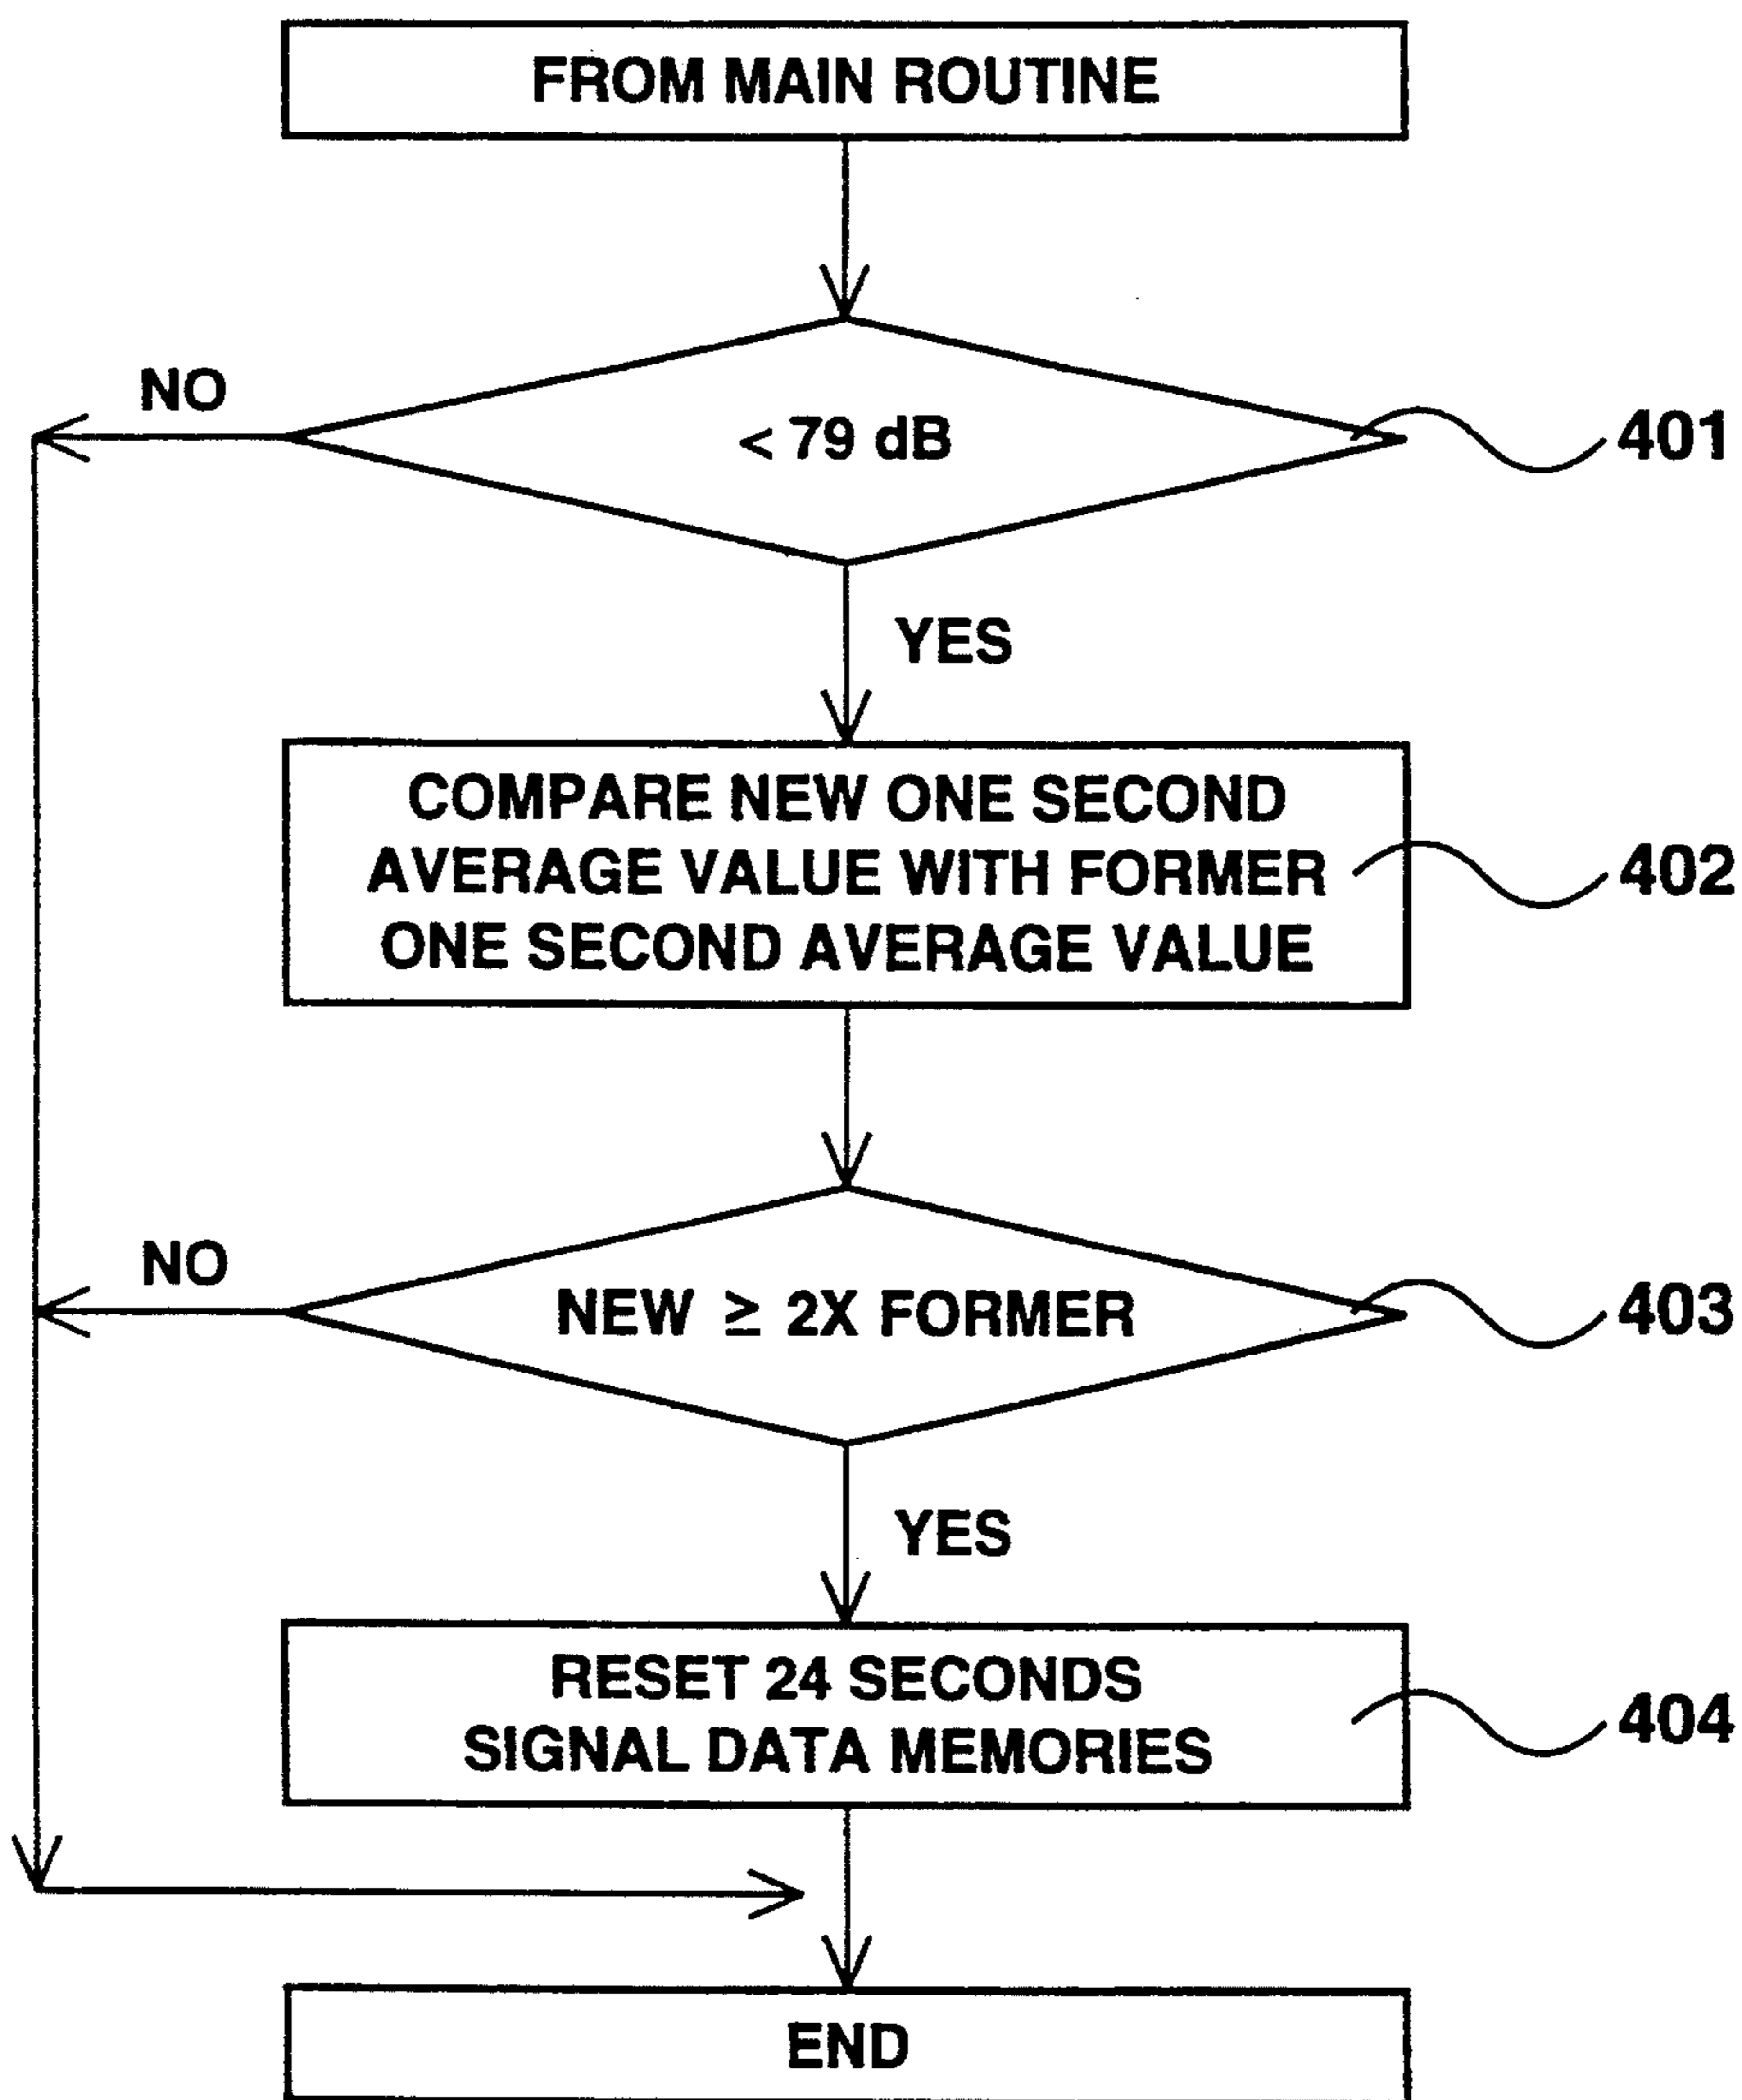 FROM MAIN ROUTINE
NO
< 79 dB
401
YES
COMPARE NEW ONE SECOND
AVERAGE VALUE WITH FORMER
ONE SECOND AVERAGE VALUE
402
NO
NEW ≥ 2X FORMER
403
YES
RESET 24 SECONDS
SIGNAL DATA MEMORIES
404
END